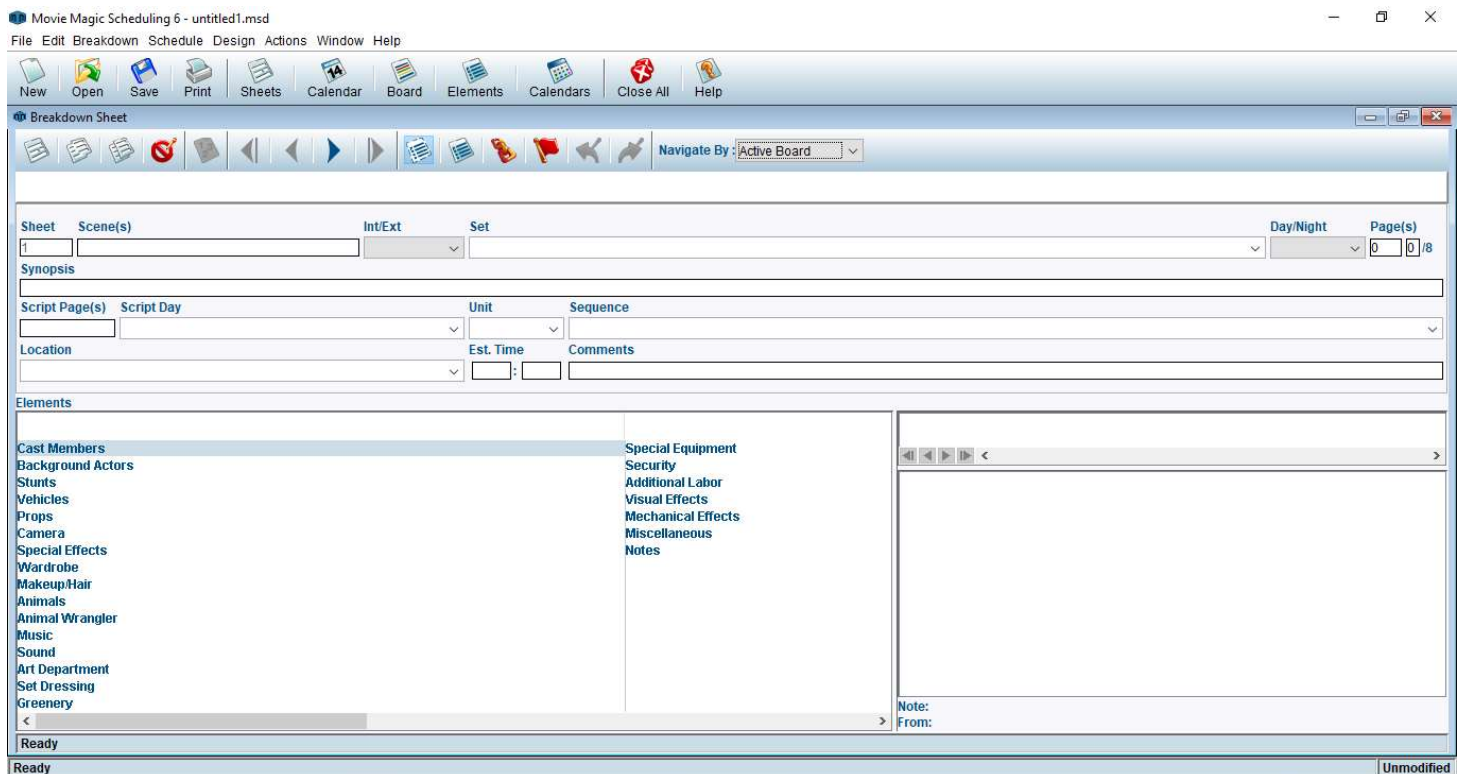 Movie Magic Scheduling 6 - untitled1.msd
File Edit Breakdown Schedule Design Actions Window Help
14
New Open Save Print Sheets Calendar Board Elements Calendars Close All Help
Breakdown Sheet
Navigate By : Active Board
Sheet Scene(s) Int/Ext Set Day/Night Page(s)
1 0 0 /8
Synopsis
Script Page(s) Script Day Unit Sequence
Location Est. Time Comments
:
Elements
Cast Members Special Equipment
Background Actors Security
Stunts Additional Labor
Vehicles Visual Effects
Props Mechanical Effects
Camera Miscellaneous
Special Effects Notes
Wardrobe
Makeup/Hair
Animals
Animal Wrangler
Music
Sound
Art Department
Set Dressing
Greenery
Note:
From:
Ready
Ready Unmodified